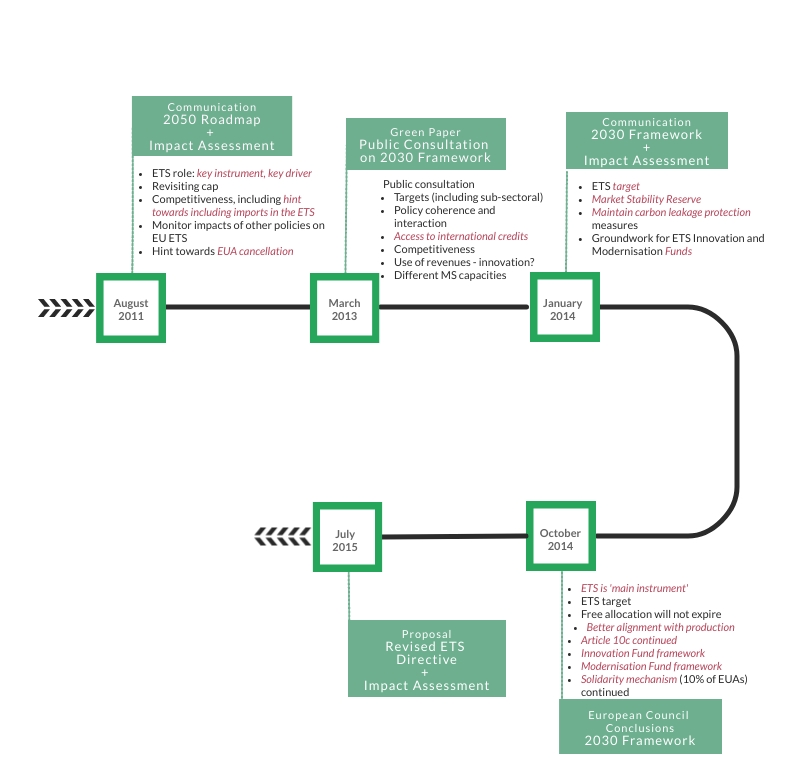 Communication
2050 Roadmap
+
Impact Assessment
• ETS role: key instrument, key driver
• Revisiting cap
• Competitiveness, including hint
towards including imports in the ETS
• Monitor impacts of other policies on
EU ETS
• Hint towards EUA cancellation
August
2011
Green Paper
Public Consultation
on 2030 Framework
Public consultation
• Targets (including sub-sectoral)
• Policy coherence and
interaction
• Access to international credits
• Competitiveness
• Use of revenues - innovation?
• Different MS capacities
March
2013
Communication
2030 Framework
+
Impact Assessment
• ETS target
• Market Stability Reserve
• Maintain carbon leakage protection
measures
• Groundwork for ETS Innovation and
Modernisation Funds
January
2014
October
2014
• ETS is 'main instrument'
• ETS target
• Free allocation will not expire
• Better alignment with production
• Article 10c continued
• Innovation Fund framework
• Modernisation Fund framework
• Solidarity mechanism (10% of EUAs)
continued
European Council
Conclusions
2030 Framework
July
2015
Proposal
Revised ETS
Directive
+
Impact Assessment